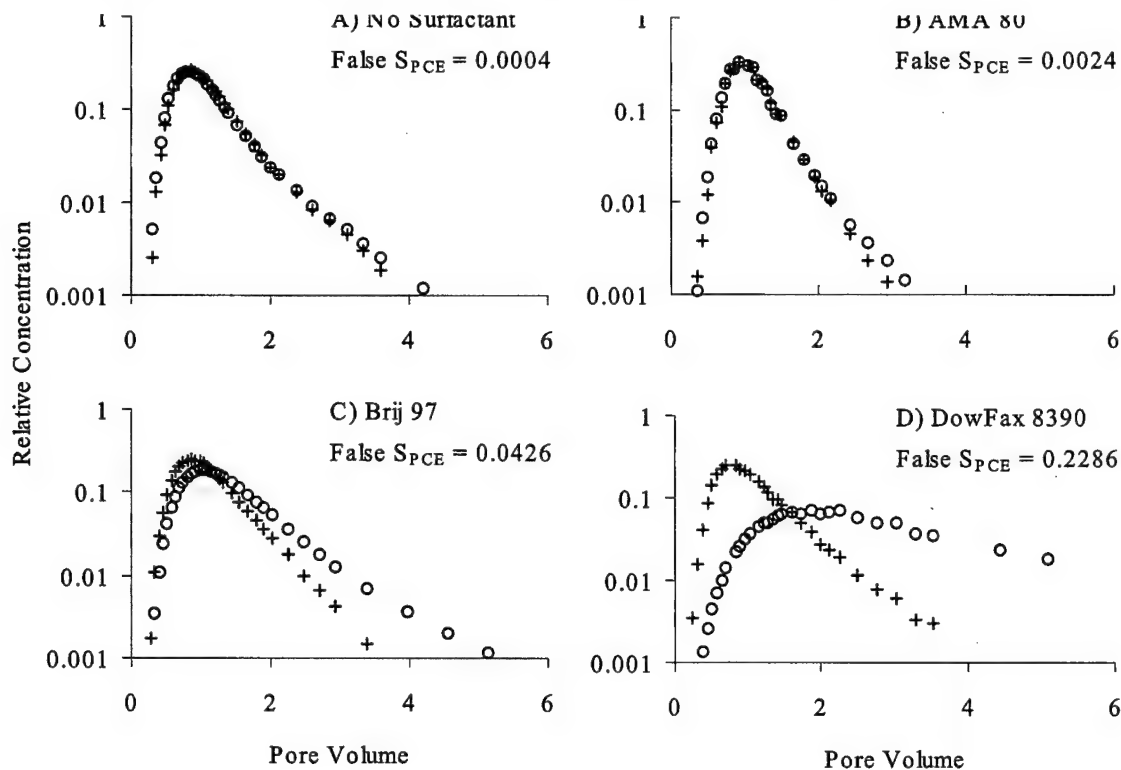 A) No Surfactant
False S_PCE = 0.0004
1
0.1
0.01
0.001
0 2 4 6
B) AMA 80
False S_PCE = 0.0024
1
0.1
0.01
0.001
0 2 4 6
Relative Concentration
C) Brij 97
False S_PCE = 0.0426
1
0.1
0.01
0.001
0 2 4 6
Pore Volume
D) DowFax 8390
False S_PCE = 0.2286
1
0.1
0.01
0.001
0 2 4 6
Pore Volume